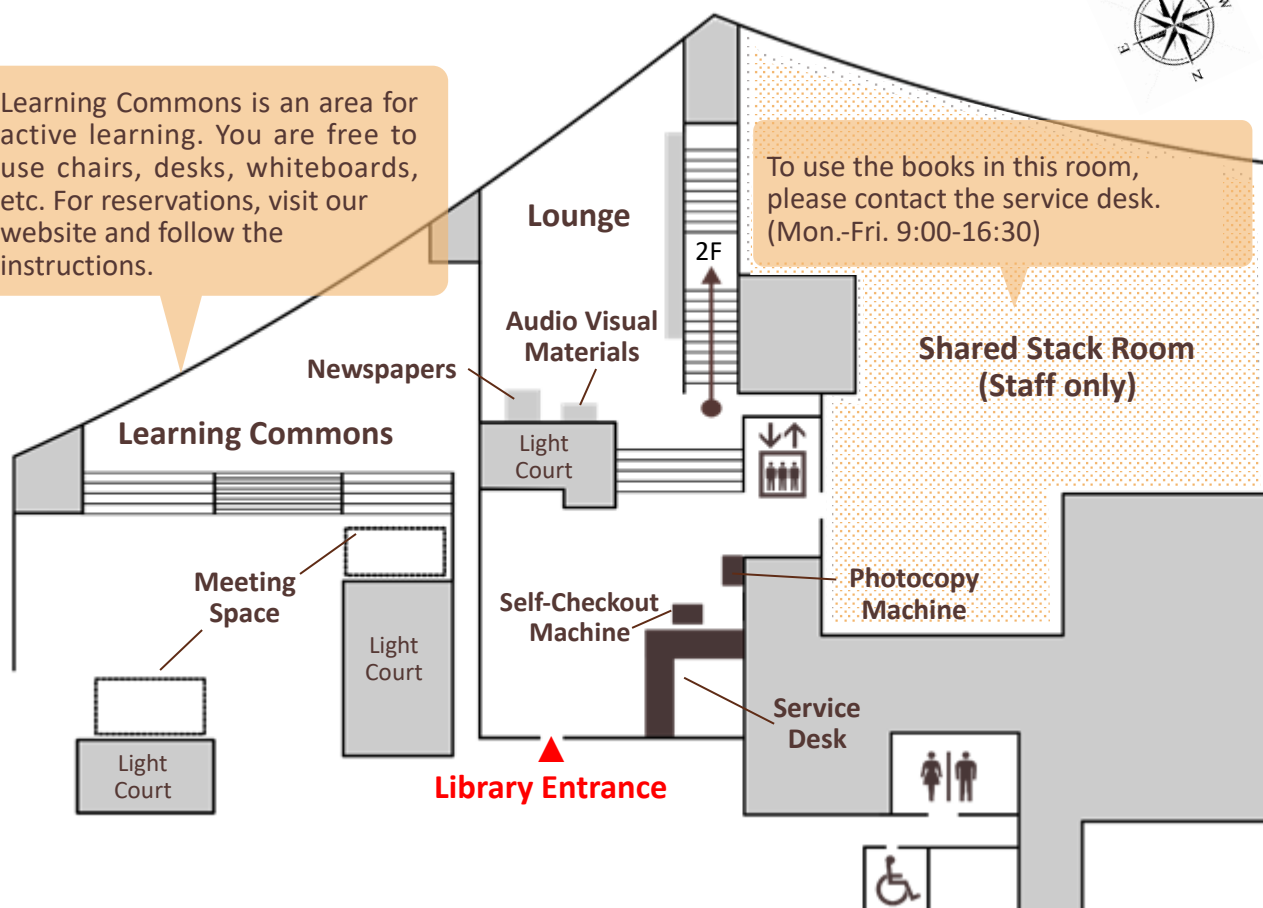 W
E
N
Learning Commons is an area for
active learning. You are free to
use chairs, desks, whiteboards,
etc. For reservations, visit our
website and follow the
instructions.
To use the books in this room,
please contact the service desk.
(Mon.-Fri. 9:00-16:30)
Lounge
2F
Audio Visual
Materials
Newspapers
Shared Stack Room
(Staff only)
Learning Commons
Light
Court
Meeting
Space
Self-Checkout
Machine
Photocopy
Machine
Light
Court
Service
Desk
Light
Court
Library Entrance